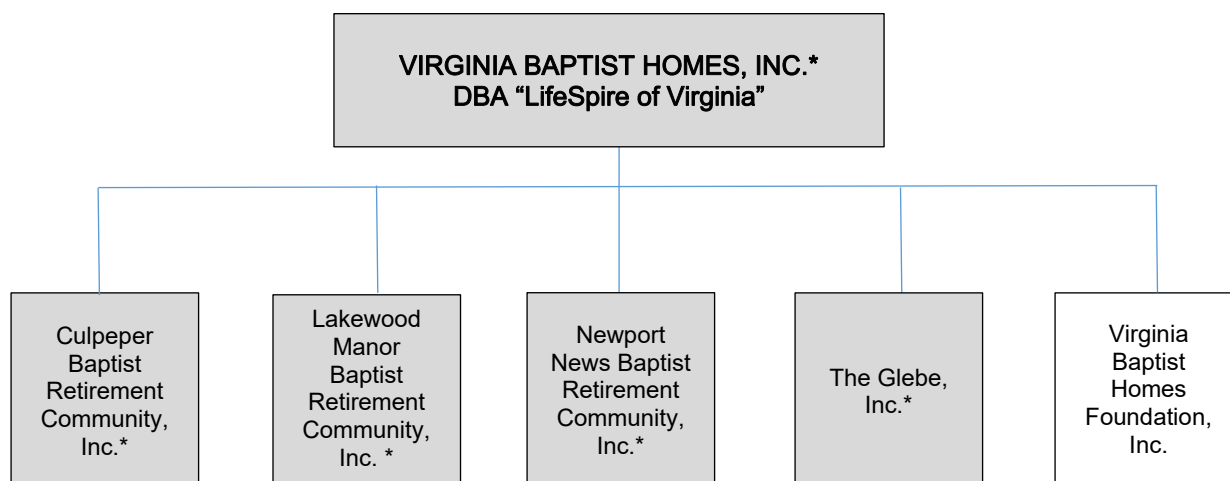 VIRGINIA BAPTIST HOMES, INC.*
DBA “LifeSpire of Virginia”
Culpeper
Baptist
Retirement
Community,
Inc.*
Lakewood
Manor
Baptist
Retirement
Community,
Inc. *
Newport
News Baptist
Retirement
Community,
Inc.*
The Glebe,
Inc.*
Virginia
Baptist
Homes
Foundation,
Inc.